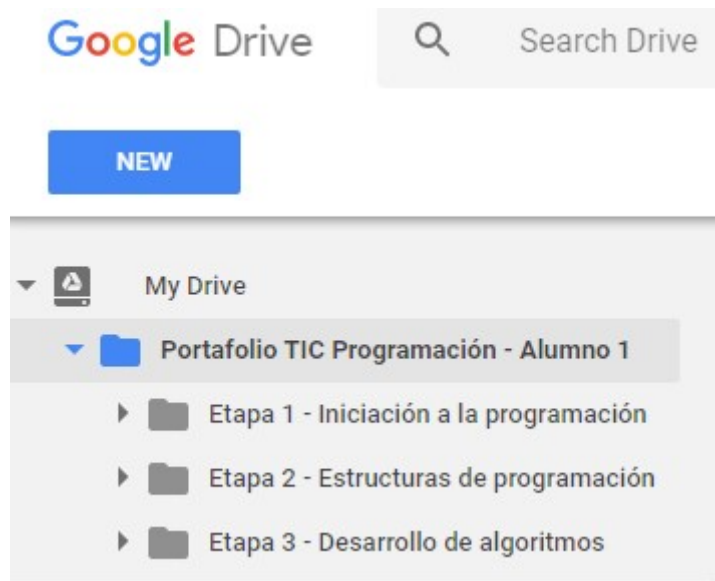 Google Drive Search Drive
NEW
My Drive
Portafolio TIC Programación - Alumno 1
Etapa 1 - Iniciación a la programación
Etapa 2 - Estructuras de programación
Etapa 3 - Desarrollo de algoritmos